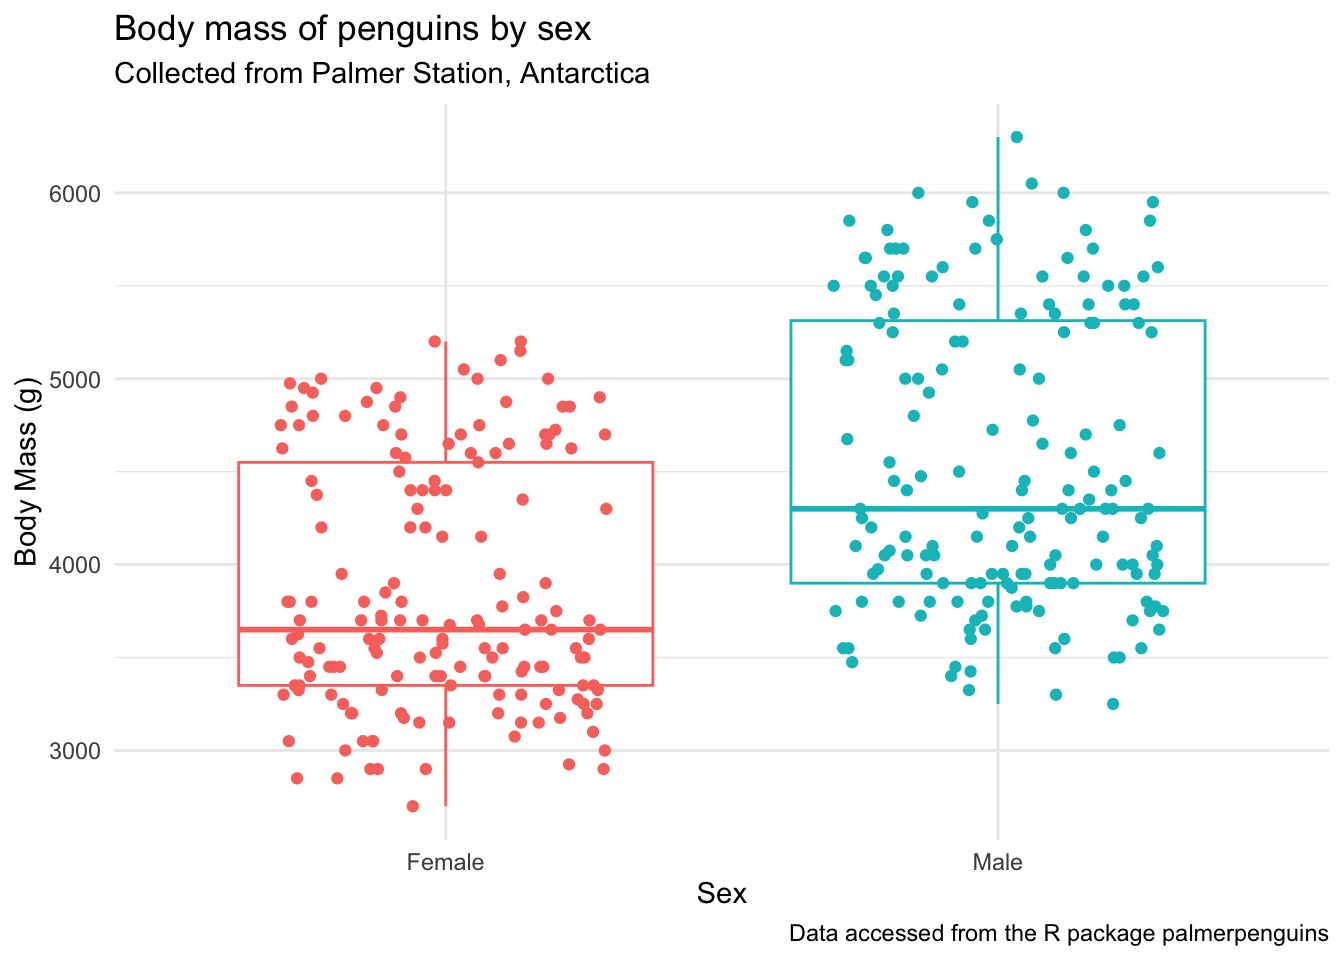 Body mass of penguins by sex
Collected from Palmer Station, Antarctica
Body Mass (g)
6000
5000
4000
3000
Female Male
Sex
Data accessed from the R package palmerpenguins